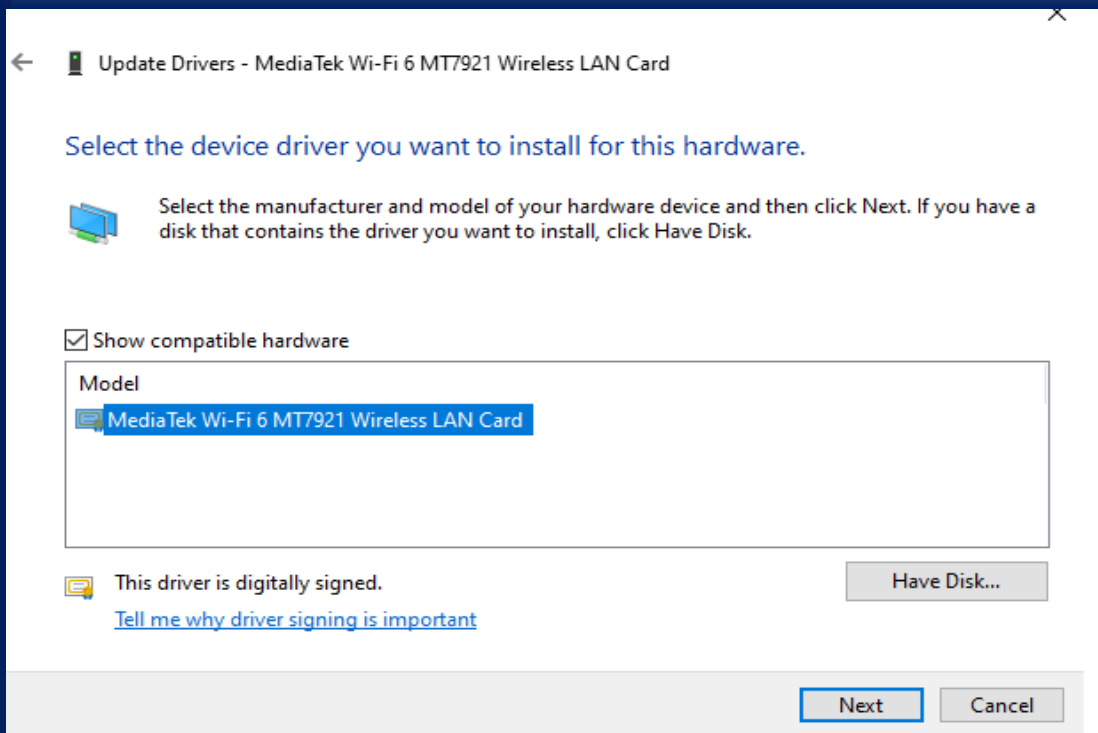 Update Drivers - MediaTek Wi-Fi 6 MT7921 Wireless LAN Card
Select the device driver you want to install for this hardware.
Select the manufacturer and model of your hardware device and then click Next. If you have a
disk that contains the driver you want to install, click Have Disk.
Show compatible hardware
Model
MediaTek Wi-Fi 6 MT7921 Wireless LAN Card
This driver is digitally signed.
Have Disk...
Tell me why driver signing is important
Next
Cancel